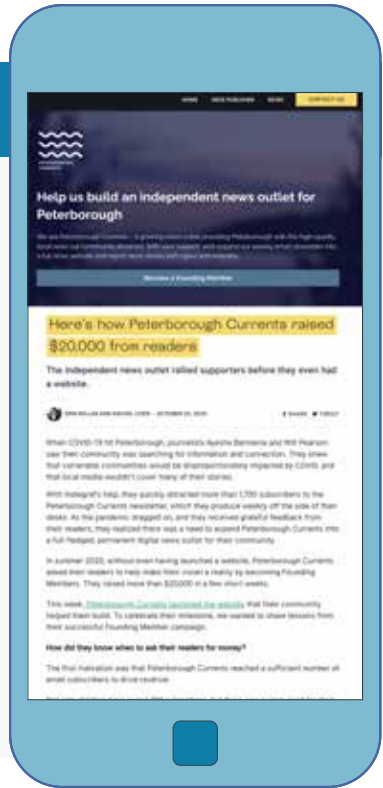 HOME NEWS
CONTACT US
Help us build an independent news outlet for
Peterborough
Become a Founding Member
Here's how Peterborough Currents raised
$20,000 from readers
The independent news outlet rallied supporters before they even had
a website.
OCTOBER 22, 2020 SHARE TWEET
When COVID-19 hit Peterborough, journalists Ayesha Barmania and Will Pearson
saw their community was searching for information and connection. They knew
that vulnerable communities would be disproportionately impacted by COVID, and
that local media wouldn't cover many of their stories.
With Indiegraf's help, they quickly attracted more than 1,700 subscribers to the
Peterborough Currents newsletter, which they produce weekly off the side of their
desks. As the pandemic dragged on, and they received grateful feedback from
their readers, they realized there was a need to expand Peterborough Currents into
a full fledged, permanent digital news outlet for their community.
In summer 2020, without even having launched a website, Peterborough Currents
asked their readers to help make their vision a reality by becoming Founding
Members. They raised more than $20,000 in a few short weeks.
This week, Peterborough Currents launched the website that their community
helped them build. To celebrate their milestone, we wanted to share lessons from
their successful Founding Member campaign.
How did they know when to ask their readers for money?
The first indication was that Peterborough Currents reached a sufficient number of
email subscribers to drive revenue.